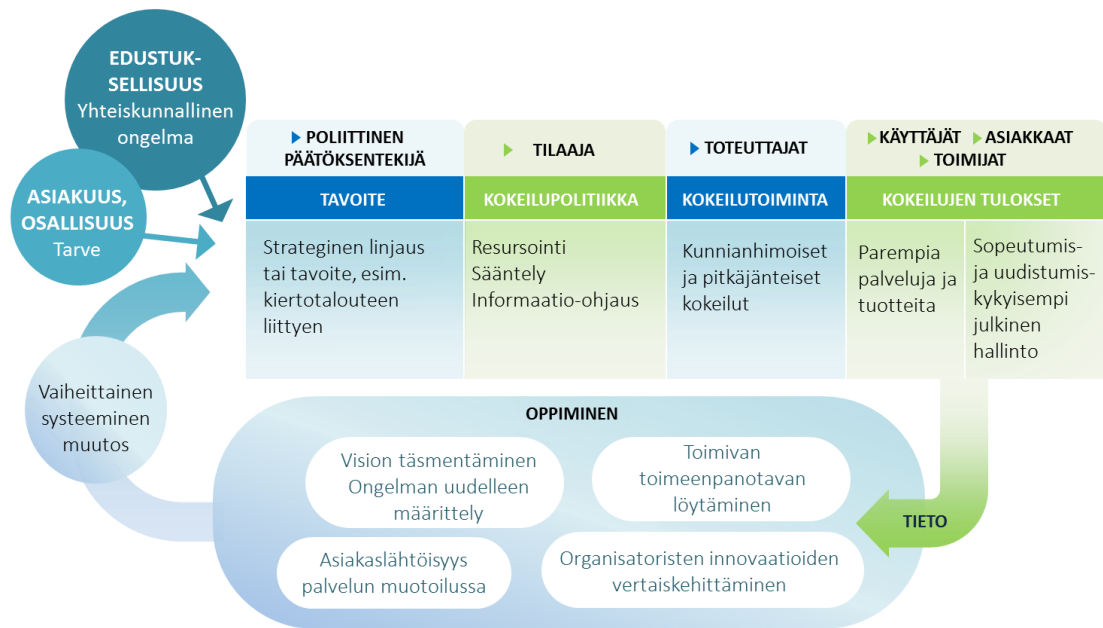 EDUSTUK-
SELLISUUS
Yhteiskunnallinen
ongelma
ASIAKUUS,
OSALLISUUS
Tarve
POLIITTINEN
PÄÄTÖKSENTEKIJÄ
TAVOITE
Strateginen linjaus
tai tavoite, esim.
kiertotalouteen
liittyen
TILAAJA
KOKEILUPOLITIIKKA
Resursointi
Sääntely
Informaatio-ohjaus
TOTEUTTAJAT
KOKEILUTOIMINTA
Kunnianhimoiset
ja pitkäjänteiset
kokeilut
KÄYTTÄJÄT ASIAKKAAT
TOIMIJAT
KOKEILUJEN TULOKSET
Parempia
palveluja ja
tuotteita
Sopeutumis-
ja uudistumis-
kykyisempi
julkinen
hallinto
TIETO
OPPIMINEN
Vision täsmentäminen
Ongelman uudelleen
määrittely
Toimivan
toimeenpanotavan
löytäminen
Asiakaslähtöisyys
palvelun muotoilussa
Organisatoristen innovaatioiden
vertaiskehittäminen
Vaiheittainen
systeeminen
muutos